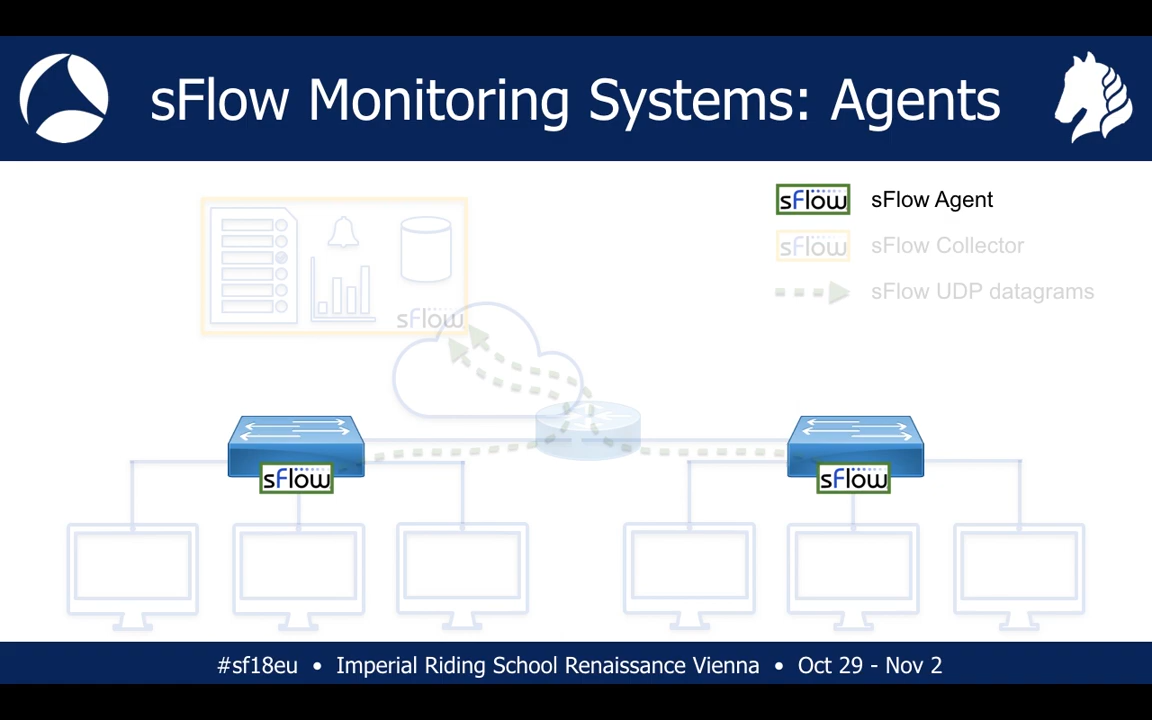 sFlow Monitoring Systems: Agents
sFlow sFlow Agent
sFlow sFlow Collector
sFlow UDP datagrams
sFlow
sFlow
sFlow
#sf18eu • Imperial Riding School Renaissance Vienna • Oct 29 - Nov 2